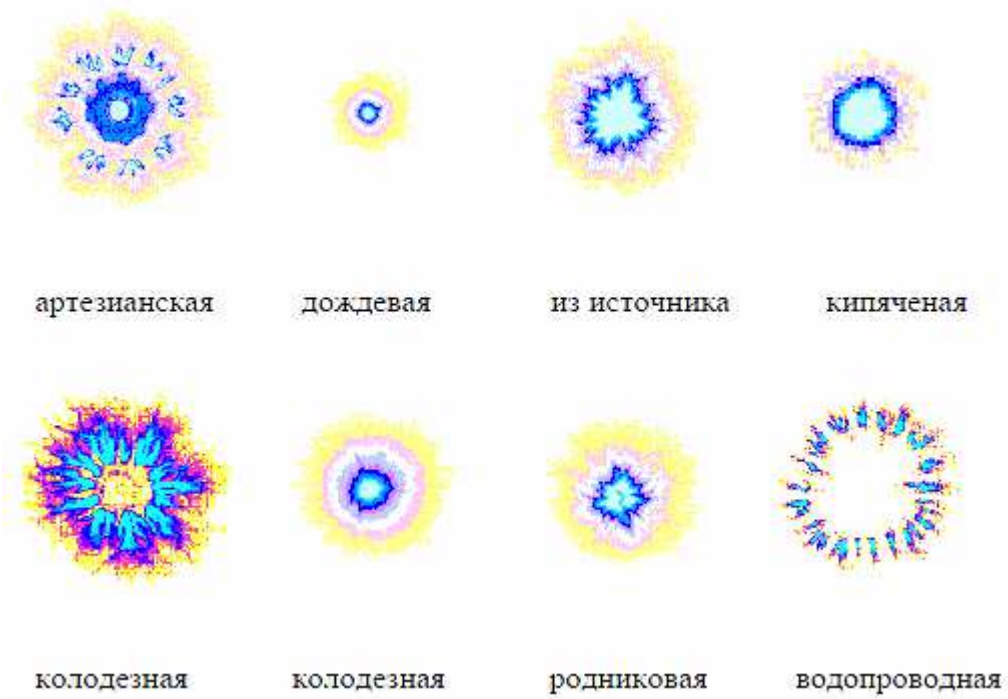 артезианская дождевая из источника кипяченая
колодезная колодезная родниковая водопроводная